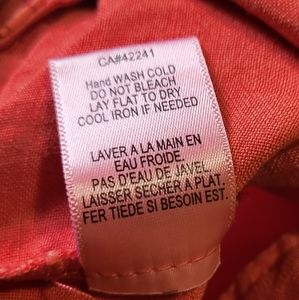 CA#42241
Hand WASH COLD
DO NOT BLEACH
LAY FLAT TO DRY
COOL IRON IF NEEDED
LAVER A LA MAIN EN
EAU FROIDE.
PAS D'EAU DE JAVEL.
LAISSER SECHER A PLAT.
FER TIEDE SI BESOIN EST.